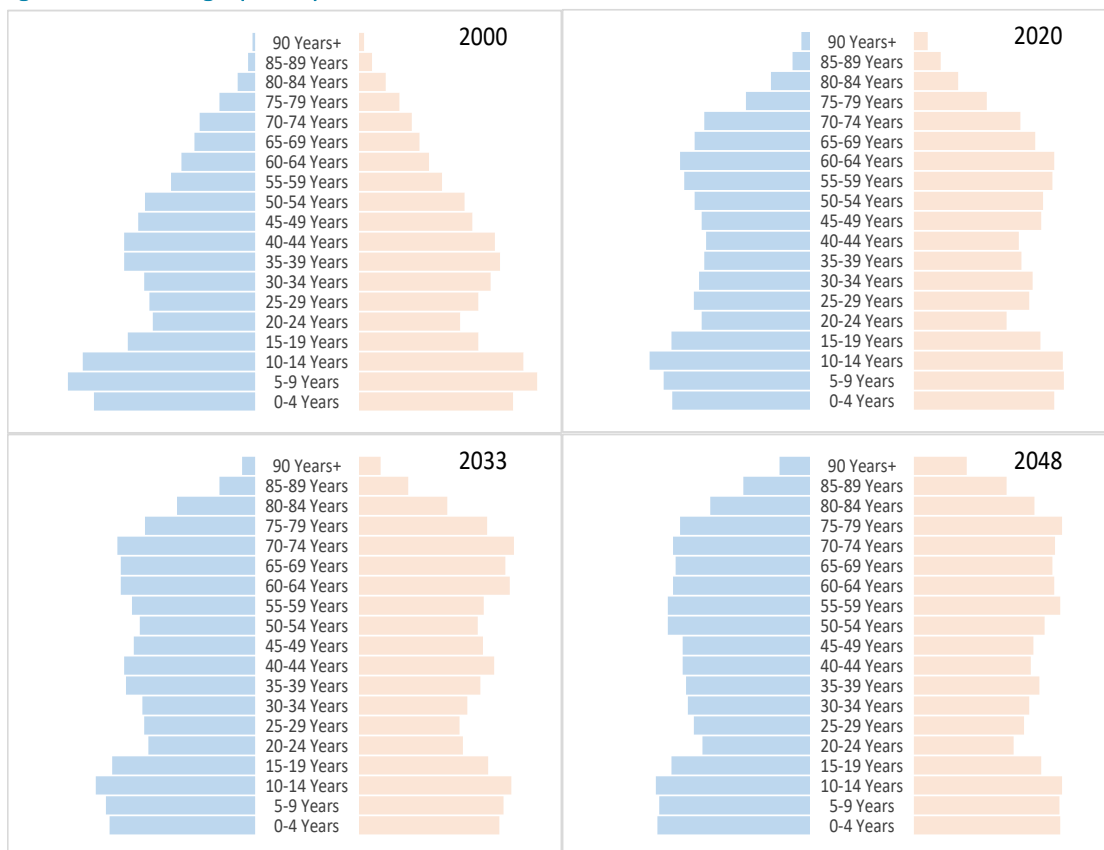 2000
90 Years+
85-89 Years
80-84 Years
75-79 Years
70-74 Years
65-69 Years
60-64 Years
55-59 Years
50-54 Years
45-49 Years
40-44 Years
35-39 Years
30-34 Years
25-29 Years
20-24 Years
15-19 Years
10-14 Years
5-9 Years
0-4 Years
2020
90 Years+
85-89 Years
80-84 Years
75-79 Years
70-74 Years
65-69 Years
60-64 Years
55-59 Years
50-54 Years
45-49 Years
40-44 Years
35-39 Years
30-34 Years
25-29 Years
20-24 Years
15-19 Years
10-14 Years
5-9 Years
0-4 Years
2033
90 Years+
85-89 Years
80-84 Years
75-79 Years
70-74 Years
65-69 Years
60-64 Years
55-59 Years
50-54 Years
45-49 Years
40-44 Years
35-39 Years
30-34 Years
25-29 Years
20-24 Years
15-19 Years
10-14 Years
5-9 Years
0-4 Years
2048
90 Years+
85-89 Years
80-84 Years
75-79 Years
70-74 Years
65-69 Years
60-64 Years
55-59 Years
50-54 Years
45-49 Years
40-44 Years
35-39 Years
30-34 Years
25-29 Years
20-24 Years
15-19 Years
10-14 Years
5-9 Years
0-4 Years